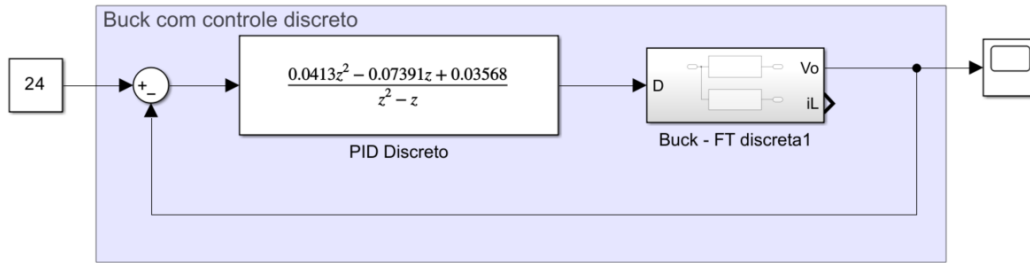 Buck com controle discreto
24
+
−
0.0413z² − 0.07391z + 0.03568
z² − z
PID Discreto
D
Vo
iL
Buck - FT discreta1